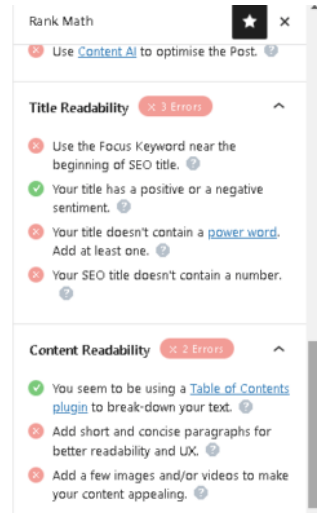 Rank Math
Use Content AI to optimise the Post.
Title Readability × 3 Errors
Use the Focus Keyword near the
beginning of SEO title.
Your title has a positive or a negative
sentiment.
Your title doesn't contain a power word.
Add at least one.
Your SEO title doesn't contain a number.
Content Readability × 2 Errors
You seem to be using a Table of Contents
plugin to break-down your text.
Add short and concise paragraphs for
better readability and UX.
Add a few images and/or videos to make
your content appealing.